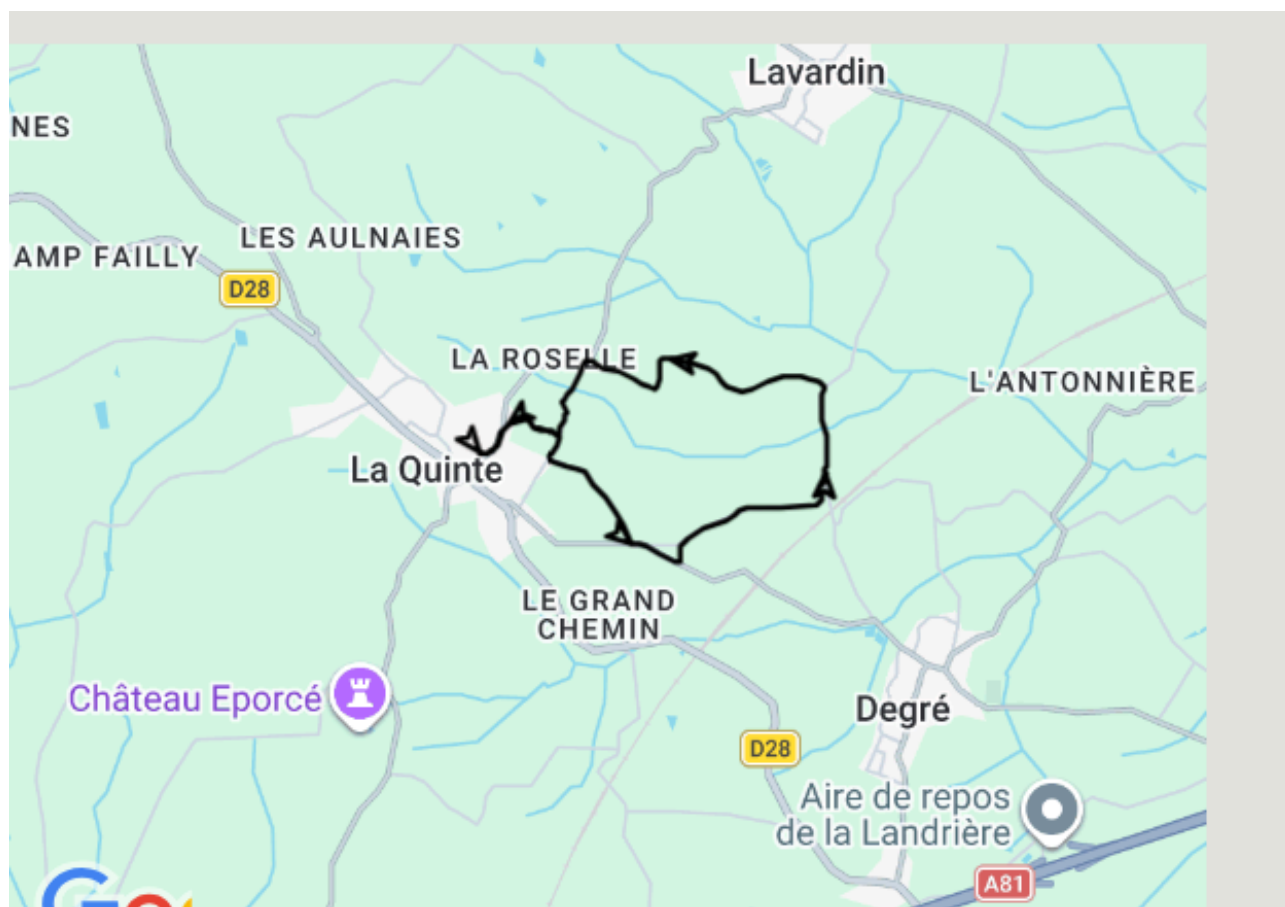 Lavardin
NES
LES AULNAIES
AMP FAILLY
D28
LA ROSELLE
L'ANTONNIÈRE
La Quinte
LE GRAND
CHEMIN
Château Eporcé
Degré
D28
Aire de repos
de la Landrière
A81